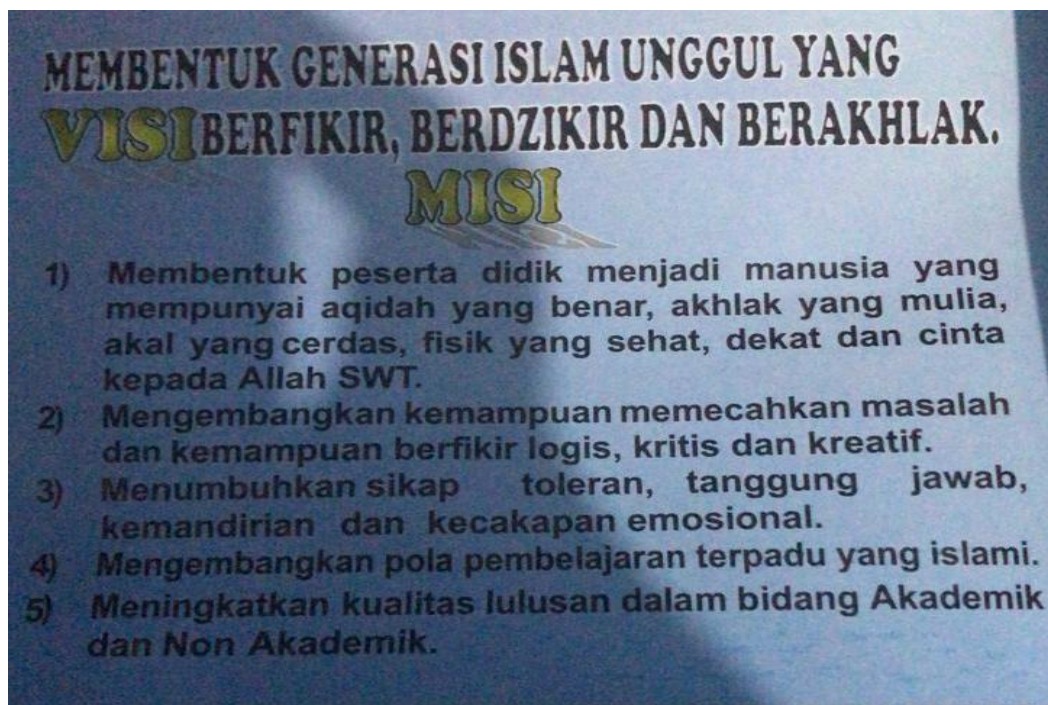 MEMBENTUK GENERASI ISLAM UNGGUL YANG
VISI BERFIKIR, BERDZIKIR DAN BERAKHLAK.
MISI
1) Membentuk peserta didik menjadi manusia yang
mempunyai aqidah yang benar, akhlak yang mulia,
akal yang cerdas, fisik yang sehat, dekat dan cinta
kepada Allah SWT.
2) Mengembangkan kemampuan memecahkan masalah
dan kemampuan berfikir logis, kritis dan kreatif.
3) Menumbuhkan sikap toleran, tanggung jawab,
kemandirian dan kecakapan emosional.
4) Mengembangkan pola pembelajaran terpadu yang islami.
5) Meningkatkan kualitas lulusan dalam bidang Akademik
dan Non Akademik.